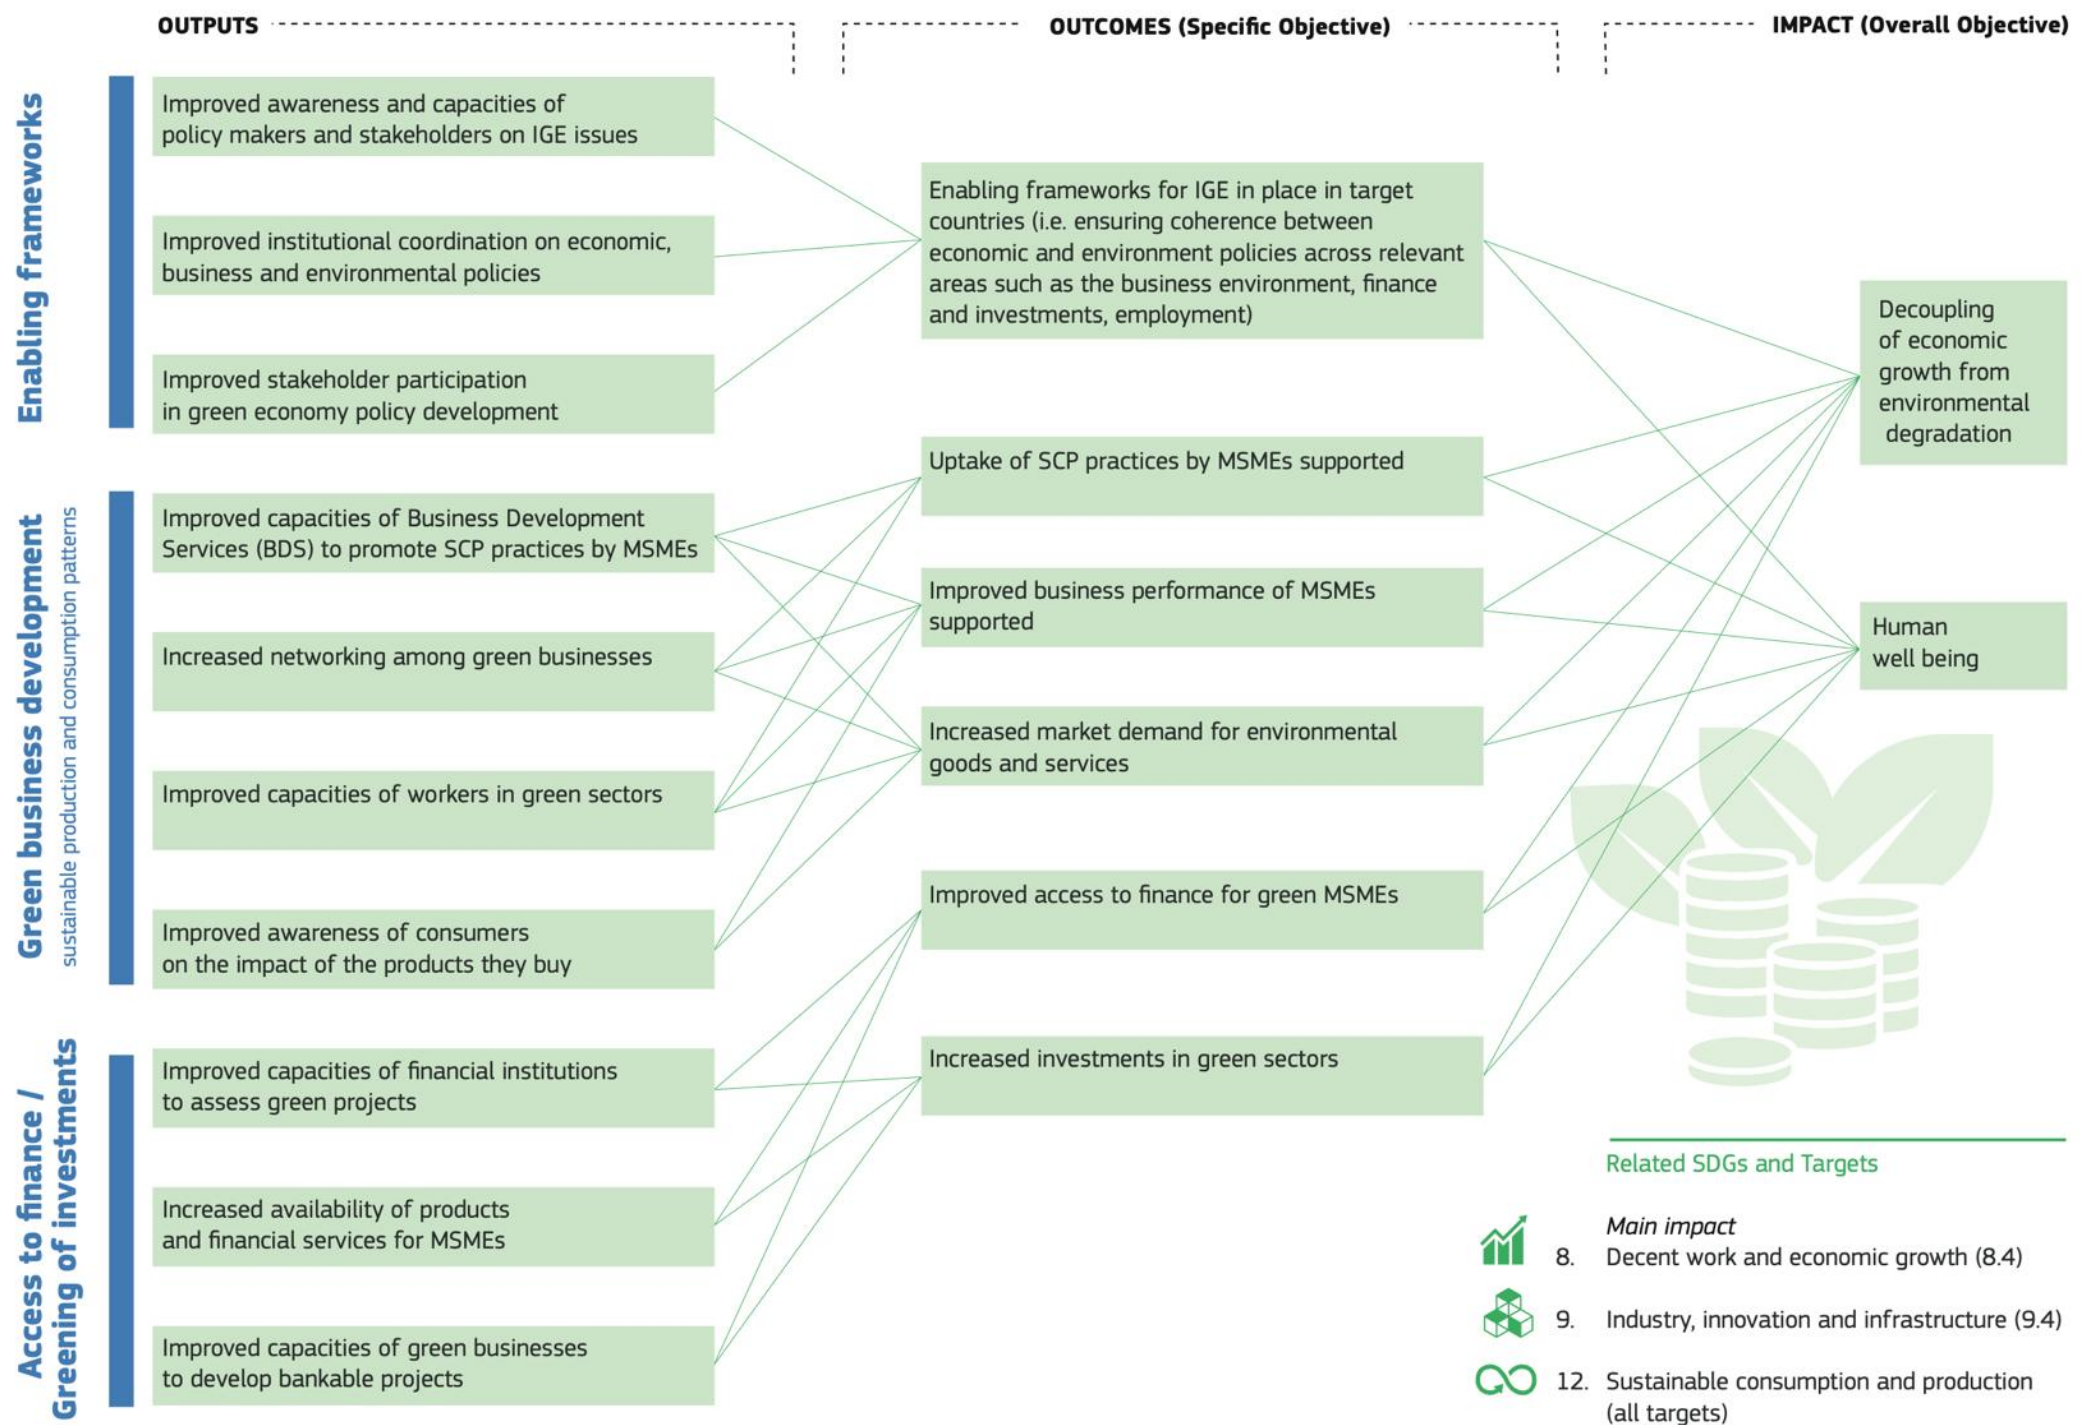 OUTPUTS
OUTCOMES (Specific Objective)
IMPACT (Overall Objective)
Enabling frameworks
Improved awareness and capacities of
policy makers and stakeholders on IGE issues
Improved institutional coordination on economic,
business and environmental policies
Improved stakeholder participation
in green economy policy development
Green business development
sustainable production and consumption patterns
Improved capacities of Business Development
Services (BDS) to promote SCP practices by MSMEs
Increased networking among green businesses
Improved capacities of workers in green sectors
Improved awareness of consumers
on the impact of the products they buy
Access to finance /
Greening of investments
Improved capacities of financial institutions
to assess green projects
Increased availability of products
and financial services for MSMEs
Improved capacities of green businesses
to develop bankable projects
Enabling frameworks for IGE in place in target
countries (i.e. ensuring coherence between
economic and environment policies across relevant
areas such as the business environment, finance
and investments, employment)
Uptake of SCP practices by MSMEs supported
Improved business performance of MSMEs
supported
Increased market demand for environmental
goods and services
Improved access to finance for green MSMEs
Increased investments in green sectors
Decoupling
of economic
growth from
environmental
degradation
Human
well being
Related SDGs and Targets
Main impact
8. Decent work and economic growth (8.4)
9. Industry, innovation and infrastructure (9.4)
12. Sustainable consumption and production
(all targets)